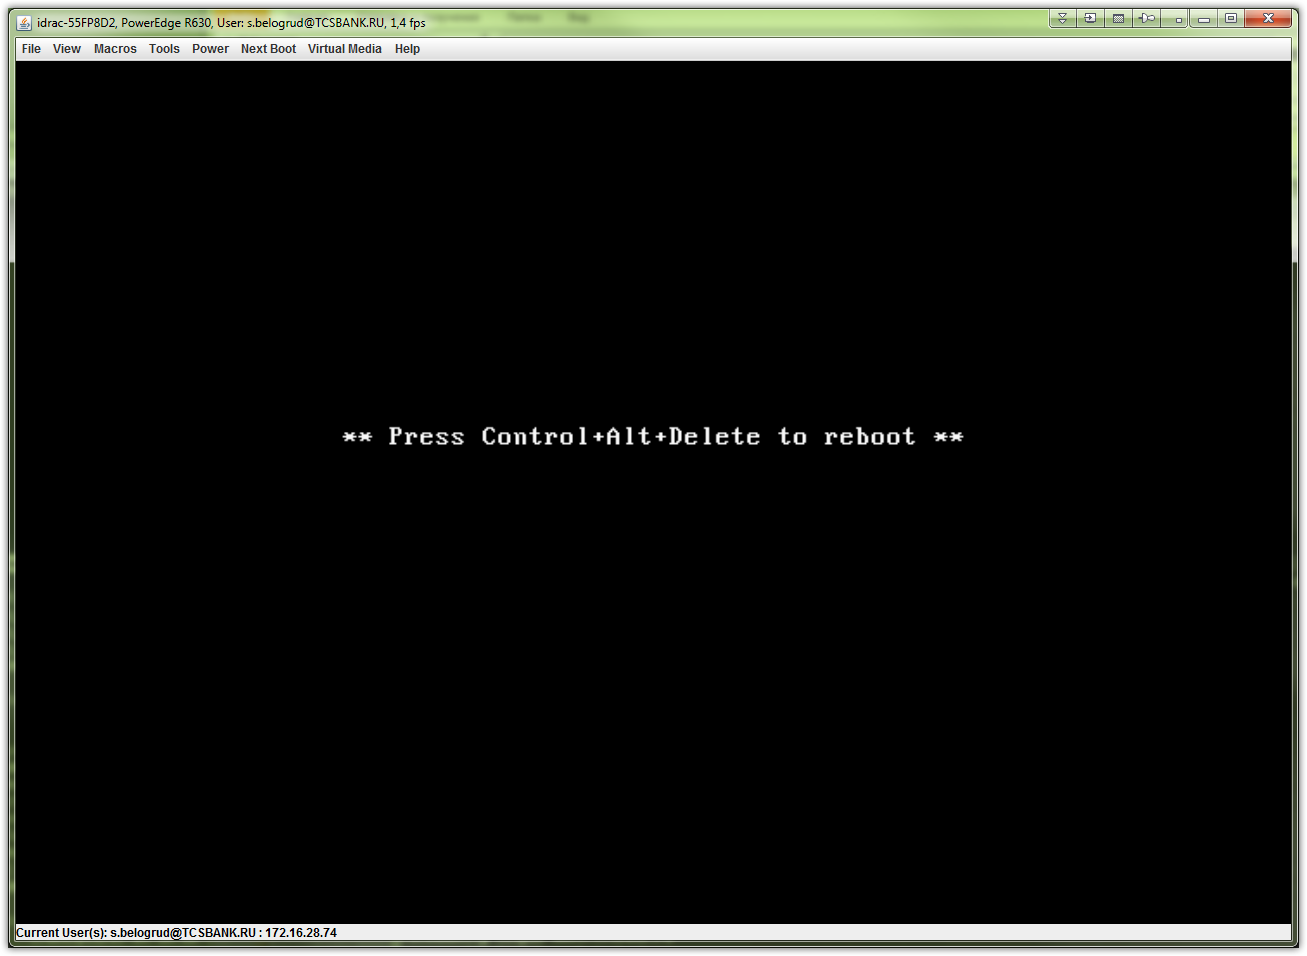 idrac-55FP8D2, PowerEdge R630, User: s.belogrud@TCSBANK.RU, 1,4 fps
File View Macros Tools Power Next Boot Virtual Media Help
** Press Control+Alt+Delete to reboot **
Current User(s): s.belogrud@TCSBANK.RU : 172.16.28.74